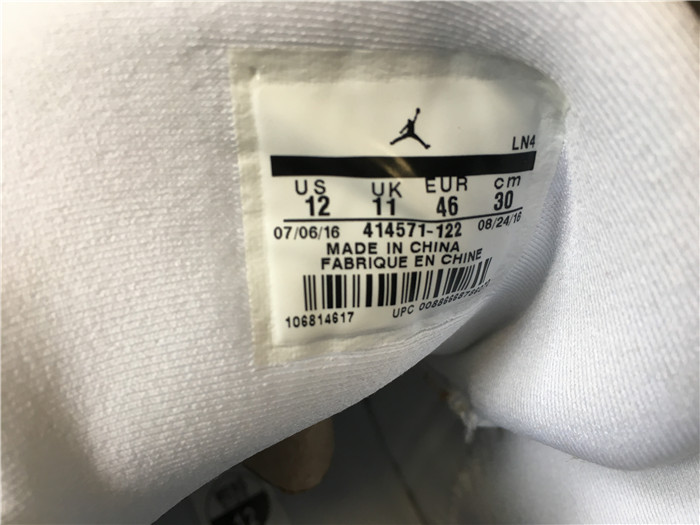 LN4
US UK EUR cm
12 11 46 30
07/06/16 414571-122 08/24/16
MADE IN CHINA
FABRIQUE EN CHINE
106814617 UPC